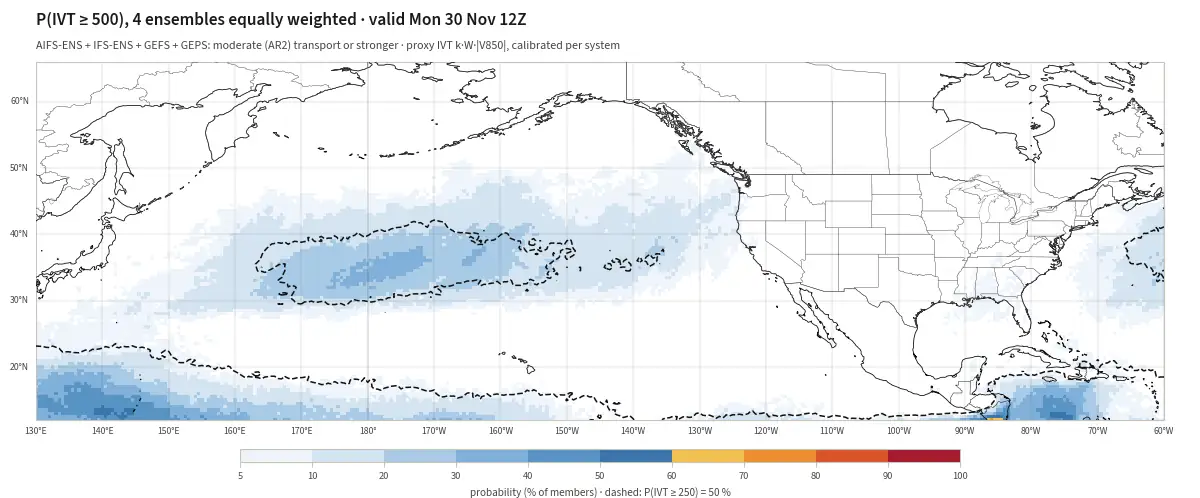 P(IVT ≥ 500), 4 ensembles equally weighted · valid Mon 30 Nov 12Z
AIFS-ENS + IFS-ENS + GEFS + GEPS: moderate (AR2) transport or stronger · proxy IVT k·W·|V850|, calibrated per system
60°N
50°N
40°N
30°N
20°N
130°E 140°E 150°E 160°E 170°E 180° 170°W 160°W 150°W 140°W 130°W 120°W 110°W 100°W 90°W 80°W 70°W 60°W
5 10 20 30 40 50 60 70 80 90 100
probability (% of members) · dashed: P(IVT ≥ 250) = 50 %